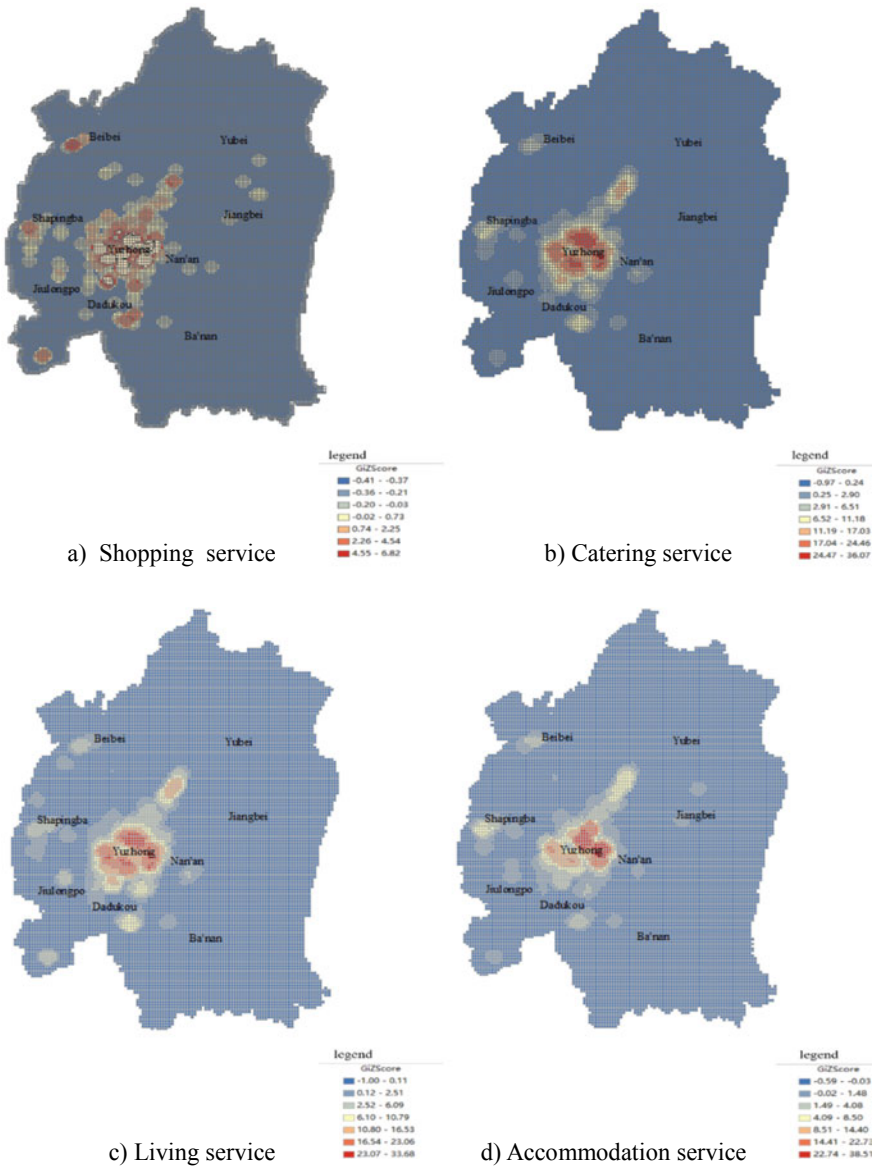 Beibei
Yubei
Shapingba
Jiangbei
Yuzhong
Nan'an
Jiulongpo
Dadukou
Ba'nan
legend
GiZScore
-0.41 - -0.37
-0.36 - -0.21
-0.20 - -0.03
-0.02 - 0.73
0.74 - 2.25
2.26 - 4.54
4.55 - 6.82
a) Shopping service
Beibei
Yubei
Shapingba
Jiangbei
Yuzhong
Nan'an
Jiulongpo
Dadukou
Ba'nan
legend
GiZScore
-0.97 - 0.24
0.25 - 2.90
2.91 - 6.51
6.52 - 11.18
11.19 - 17.03
17.04 - 24.46
24.47 - 36.07
b) Catering service
Beibei
Yubei
Shapingba
Jiangbei
Yuzhong
Nan'an
Jiulongpo
Dadukou
Ba'nan
legend
GiZScore
-1.00 - 0.11
0.12 - 2.51
2.52 - 6.09
6.10 - 10.79
10.80 - 16.53
16.54 - 23.06
23.07 - 33.68
c) Living service
Beibei
Yubei
Shapingba
Jiangbei
Yuzhong
Nan'an
Jiulongpo
Dadukou
Ba'nan
legend
GiZScore
-0.59 - -0.03
-0.02 - 1.48
1.49 - 4.08
4.09 - 8.50
8.51 - 14.40
14.41 - 22.73
22.74 - 38.51
d) Accommodation service